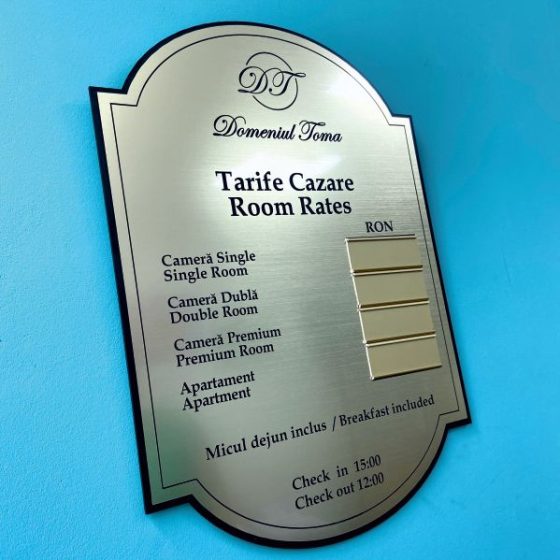 DT
Domeniul Toma
Tarife Cazare
Room Rates
RON
Cameră Single
Single Room
Cameră Dublă
Double Room
Cameră Premium
Premium Room
Apartament
Apartment
Micul dejun inclus / Breakfast included
Check in 15:00
Check out 12:00